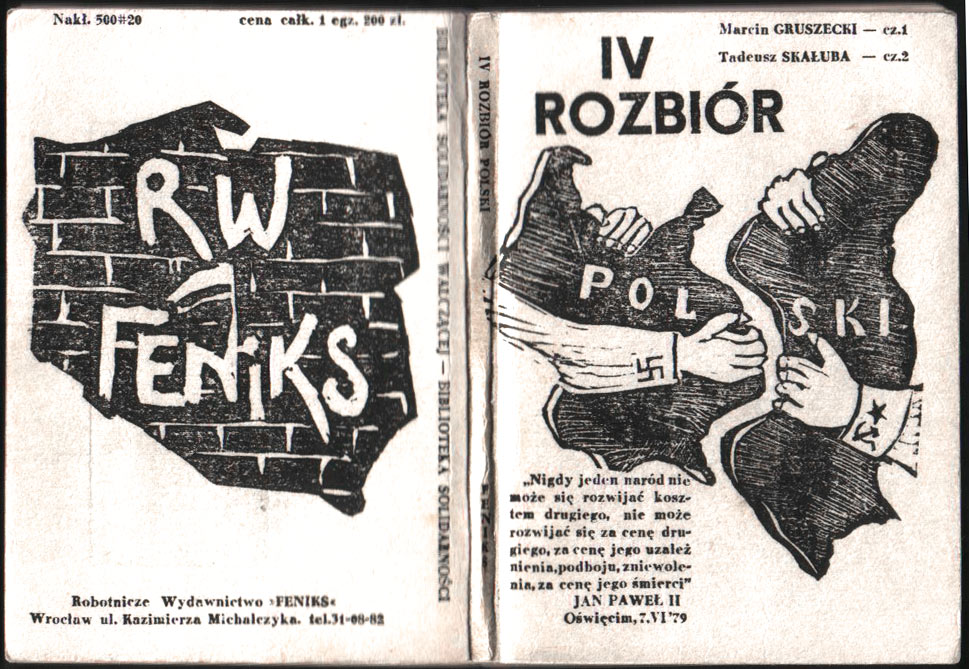 Nakł. 500#20
cena całk. 1 egz. 200 zł.
RW
FENIKS
Robotnicze Wydawnictwo »FENIKS«
Wrocław ul. Kazimierza Michalczyka. tel.31-08-82
BIBLIOTEKA SOLIDARNOŚCI WALCZĄCEJ — BIBLIOTEKA SOLIDARNOŚCI
IV ROZBIÓR POLSKI
Marcin GRUSZECKI — cz.1
Tadeusz SKAŁUBA — cz.2
IV
ROZBIÓR
POLSKI
„Nigdy jeden naród nie
może się rozwijać kosz-
tem drugiego, nie może
rozwijać się za cenę dru-
giego, za cenę jego uzależ
nienia,podboju, zniewole-
nia, za cenę jego śmierci”
JAN PAWEŁ II
Oświęcim, 7.VI'79